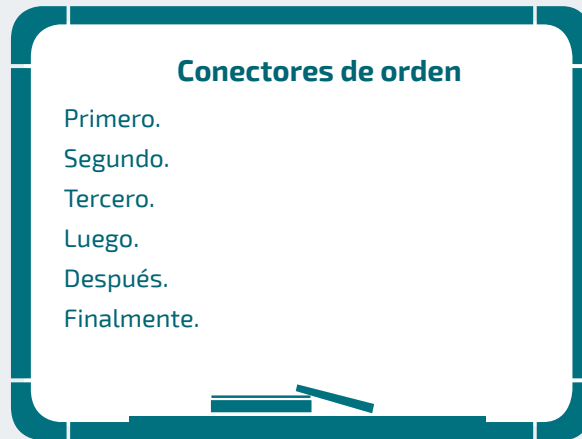 Conectores de orden
Primero.
Segundo.
Tercero.
Luego.
Después.
Finalmente.